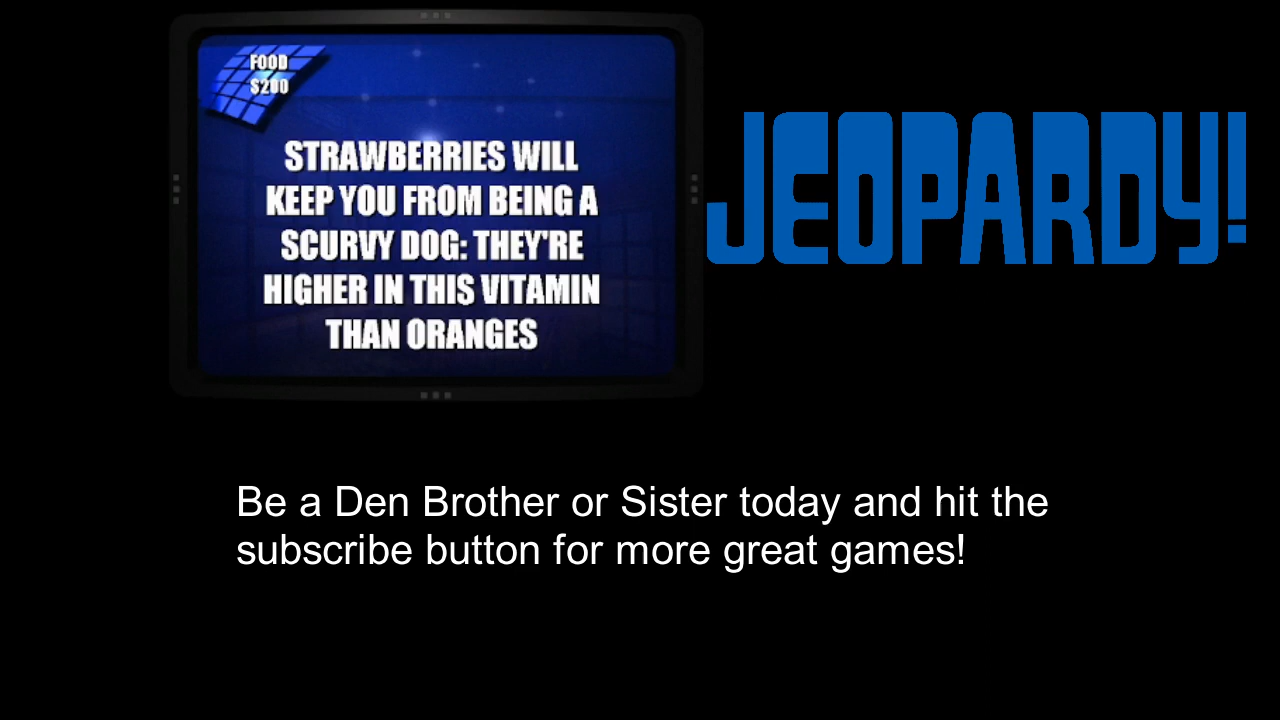 FOOD
$200
STRAWBERRIES WILL
KEEP YOU FROM BEING A
SCURVY DOG: THEY'RE
HIGHER IN THIS VITAMIN
THAN ORANGES
JEOPARDY!
Be a Den Brother or Sister today and hit the
subscribe button for more great games!